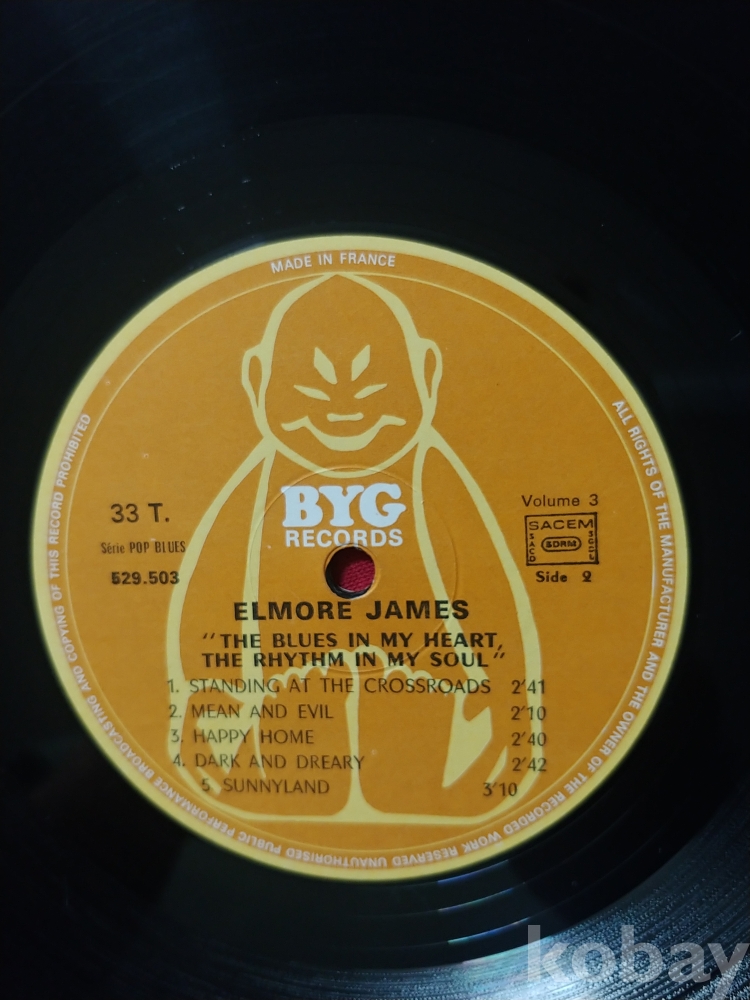 MADE IN FRANCE
ALL RIGHTS OF THE MANUFACTURER AND THE OWNER OF THE RECORDED WORK RESERVED UNAUTHORISED PUBLIC PERFORMANCE BROADCASTING AND COPYING OF THIS RECORD PROHIBITED
BYG
RECORDS
33 T.
Série POP BLUES
529.503
Volume 3
SACEM
SACD
SDRM
SGDL
Side 2
ELMORE JAMES
"THE BLUES IN MY HEART,
THE RHYTHM IN MY SOUL"
1. STANDING AT THE CROSSROADS 2'41
2. MEAN AND EVIL 2'10
3. HAPPY HOME 2'40
4. DARK AND DREARY 2'42
5 SUNNYLAND 3'10
kobay